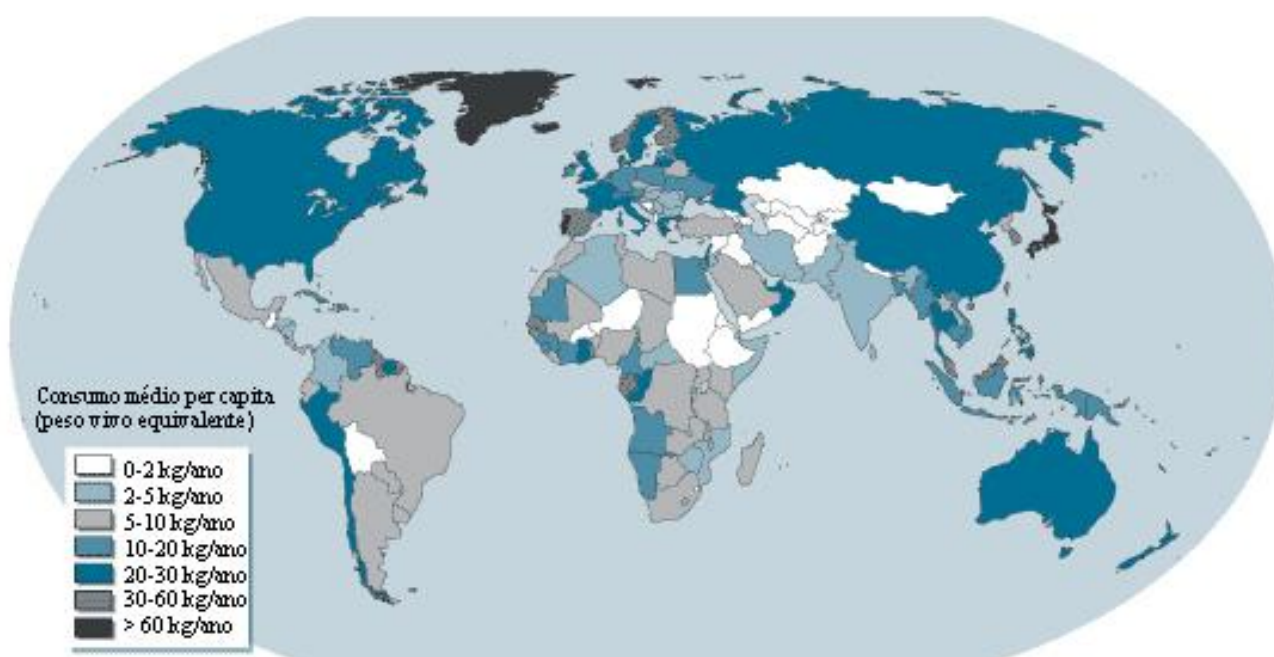 Consumo médio per capita
(peso vivo equivalente)
0-2 kg/ano
2-5 kg/ano
5-10 kg/ano
10-20 kg/ano
20-30 kg/ano
30-60 kg/ano
> 60 kg/ano